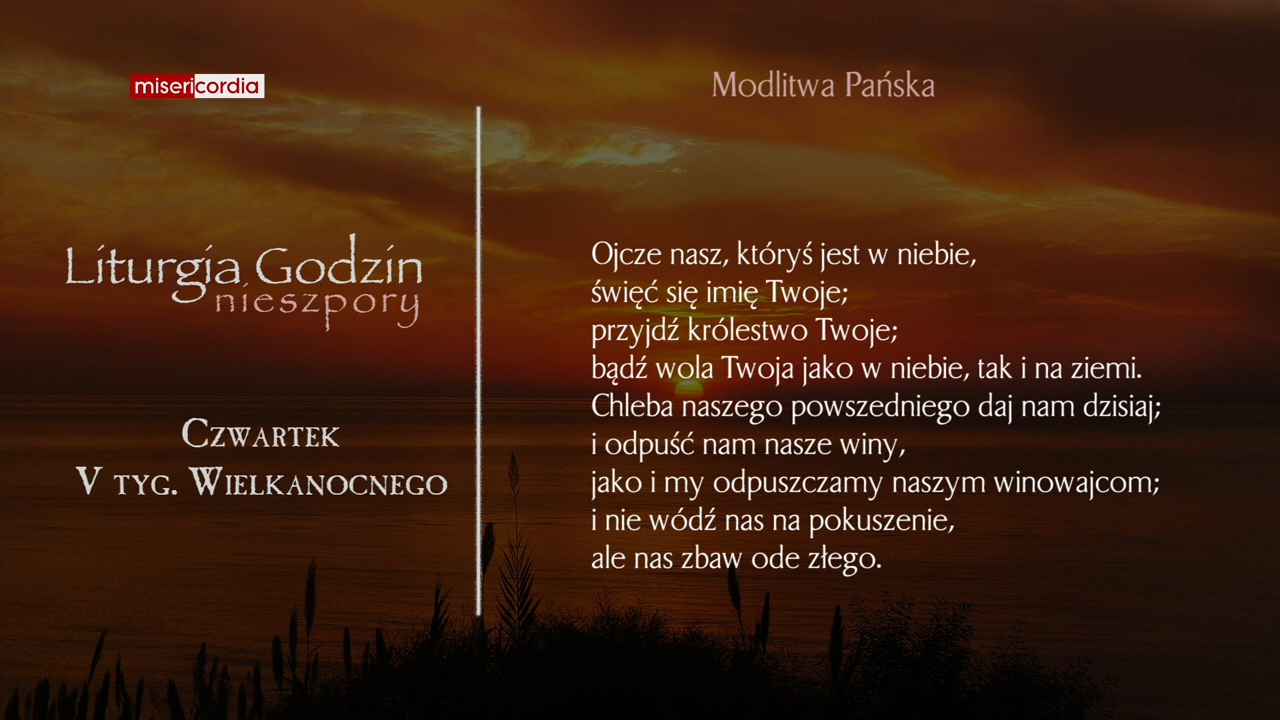 misericordia
Liturgia Godzin
nieszpory
Czwartek
V tyg. Wielkanocnego
Modlitwa Pańska
Ojcze nasz, któryś jest w niebie,
święć się imię Twoje;
przyjdź królestwo Twoje;
bądź wola Twoja jako w niebie, tak i na ziemi.
Chleba naszego powszedniego daj nam dzisiaj;
i odpuść nam nasze winy,
jako i my odpuszczamy naszym winowajcom;
i nie wódź nas na pokuszenie,
ale nas zbaw ode złego.